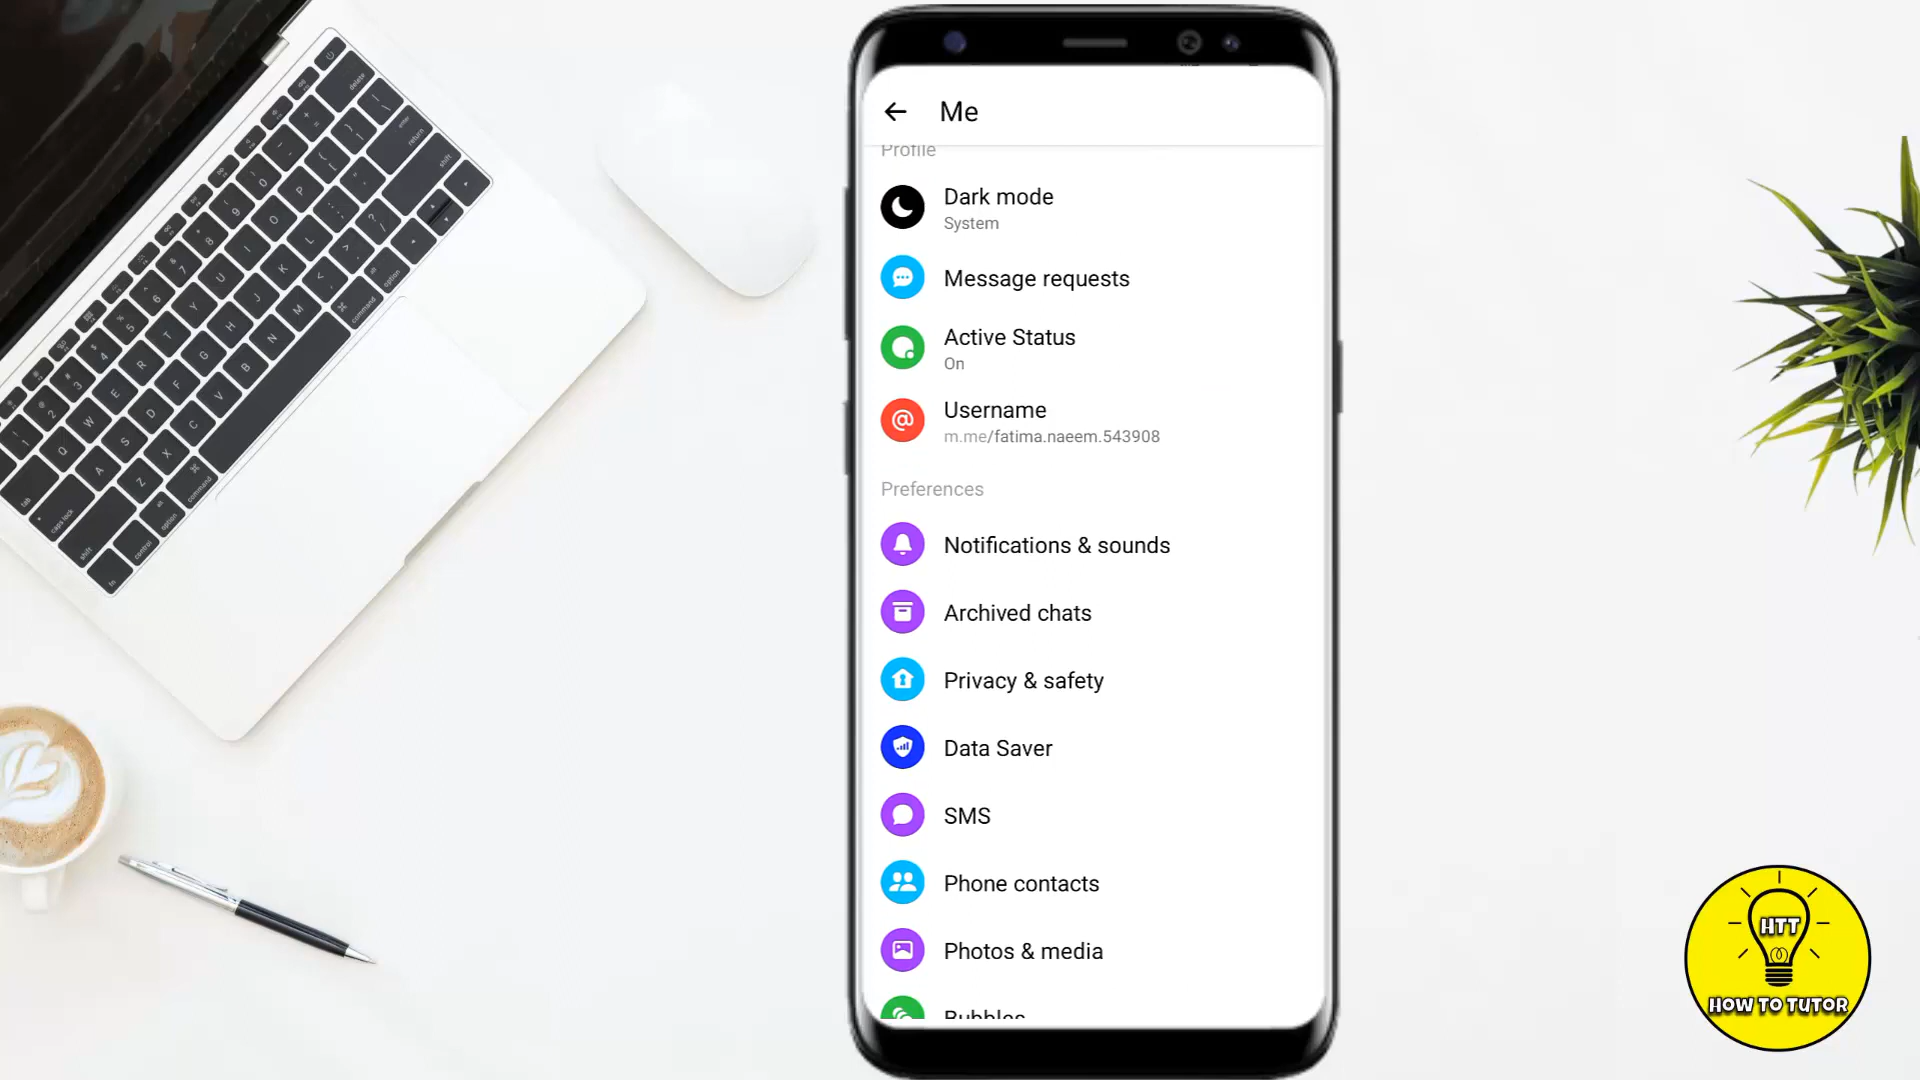 Me
Profile
Dark mode
System
Message requests
Active Status
On
Username
m.me/fatima.naeem.543908
Preferences
Notifications & sounds
Archived chats
Privacy & safety
Data Saver
SMS
Phone contacts
Photos & media
Bubbles
HTT
HOW TO TUTOR